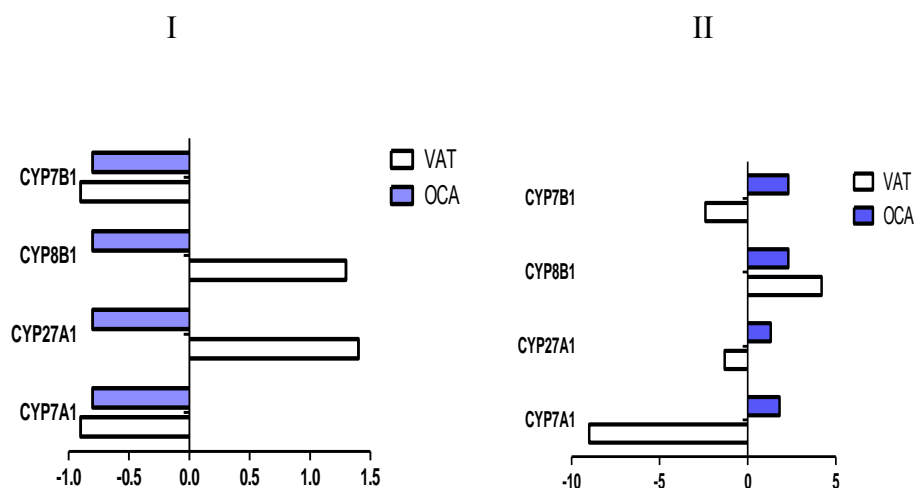 I
II
CYP7B1
CYP8B1
CYP27A1
CYP7A1
-1.0 -0.5 0.0 0.5 1.0 1.5
VAT
OCA
CYP7B1
CYP8B1
CYP27A1
CYP7A1
-10 -5 0 5
VAT
OCA